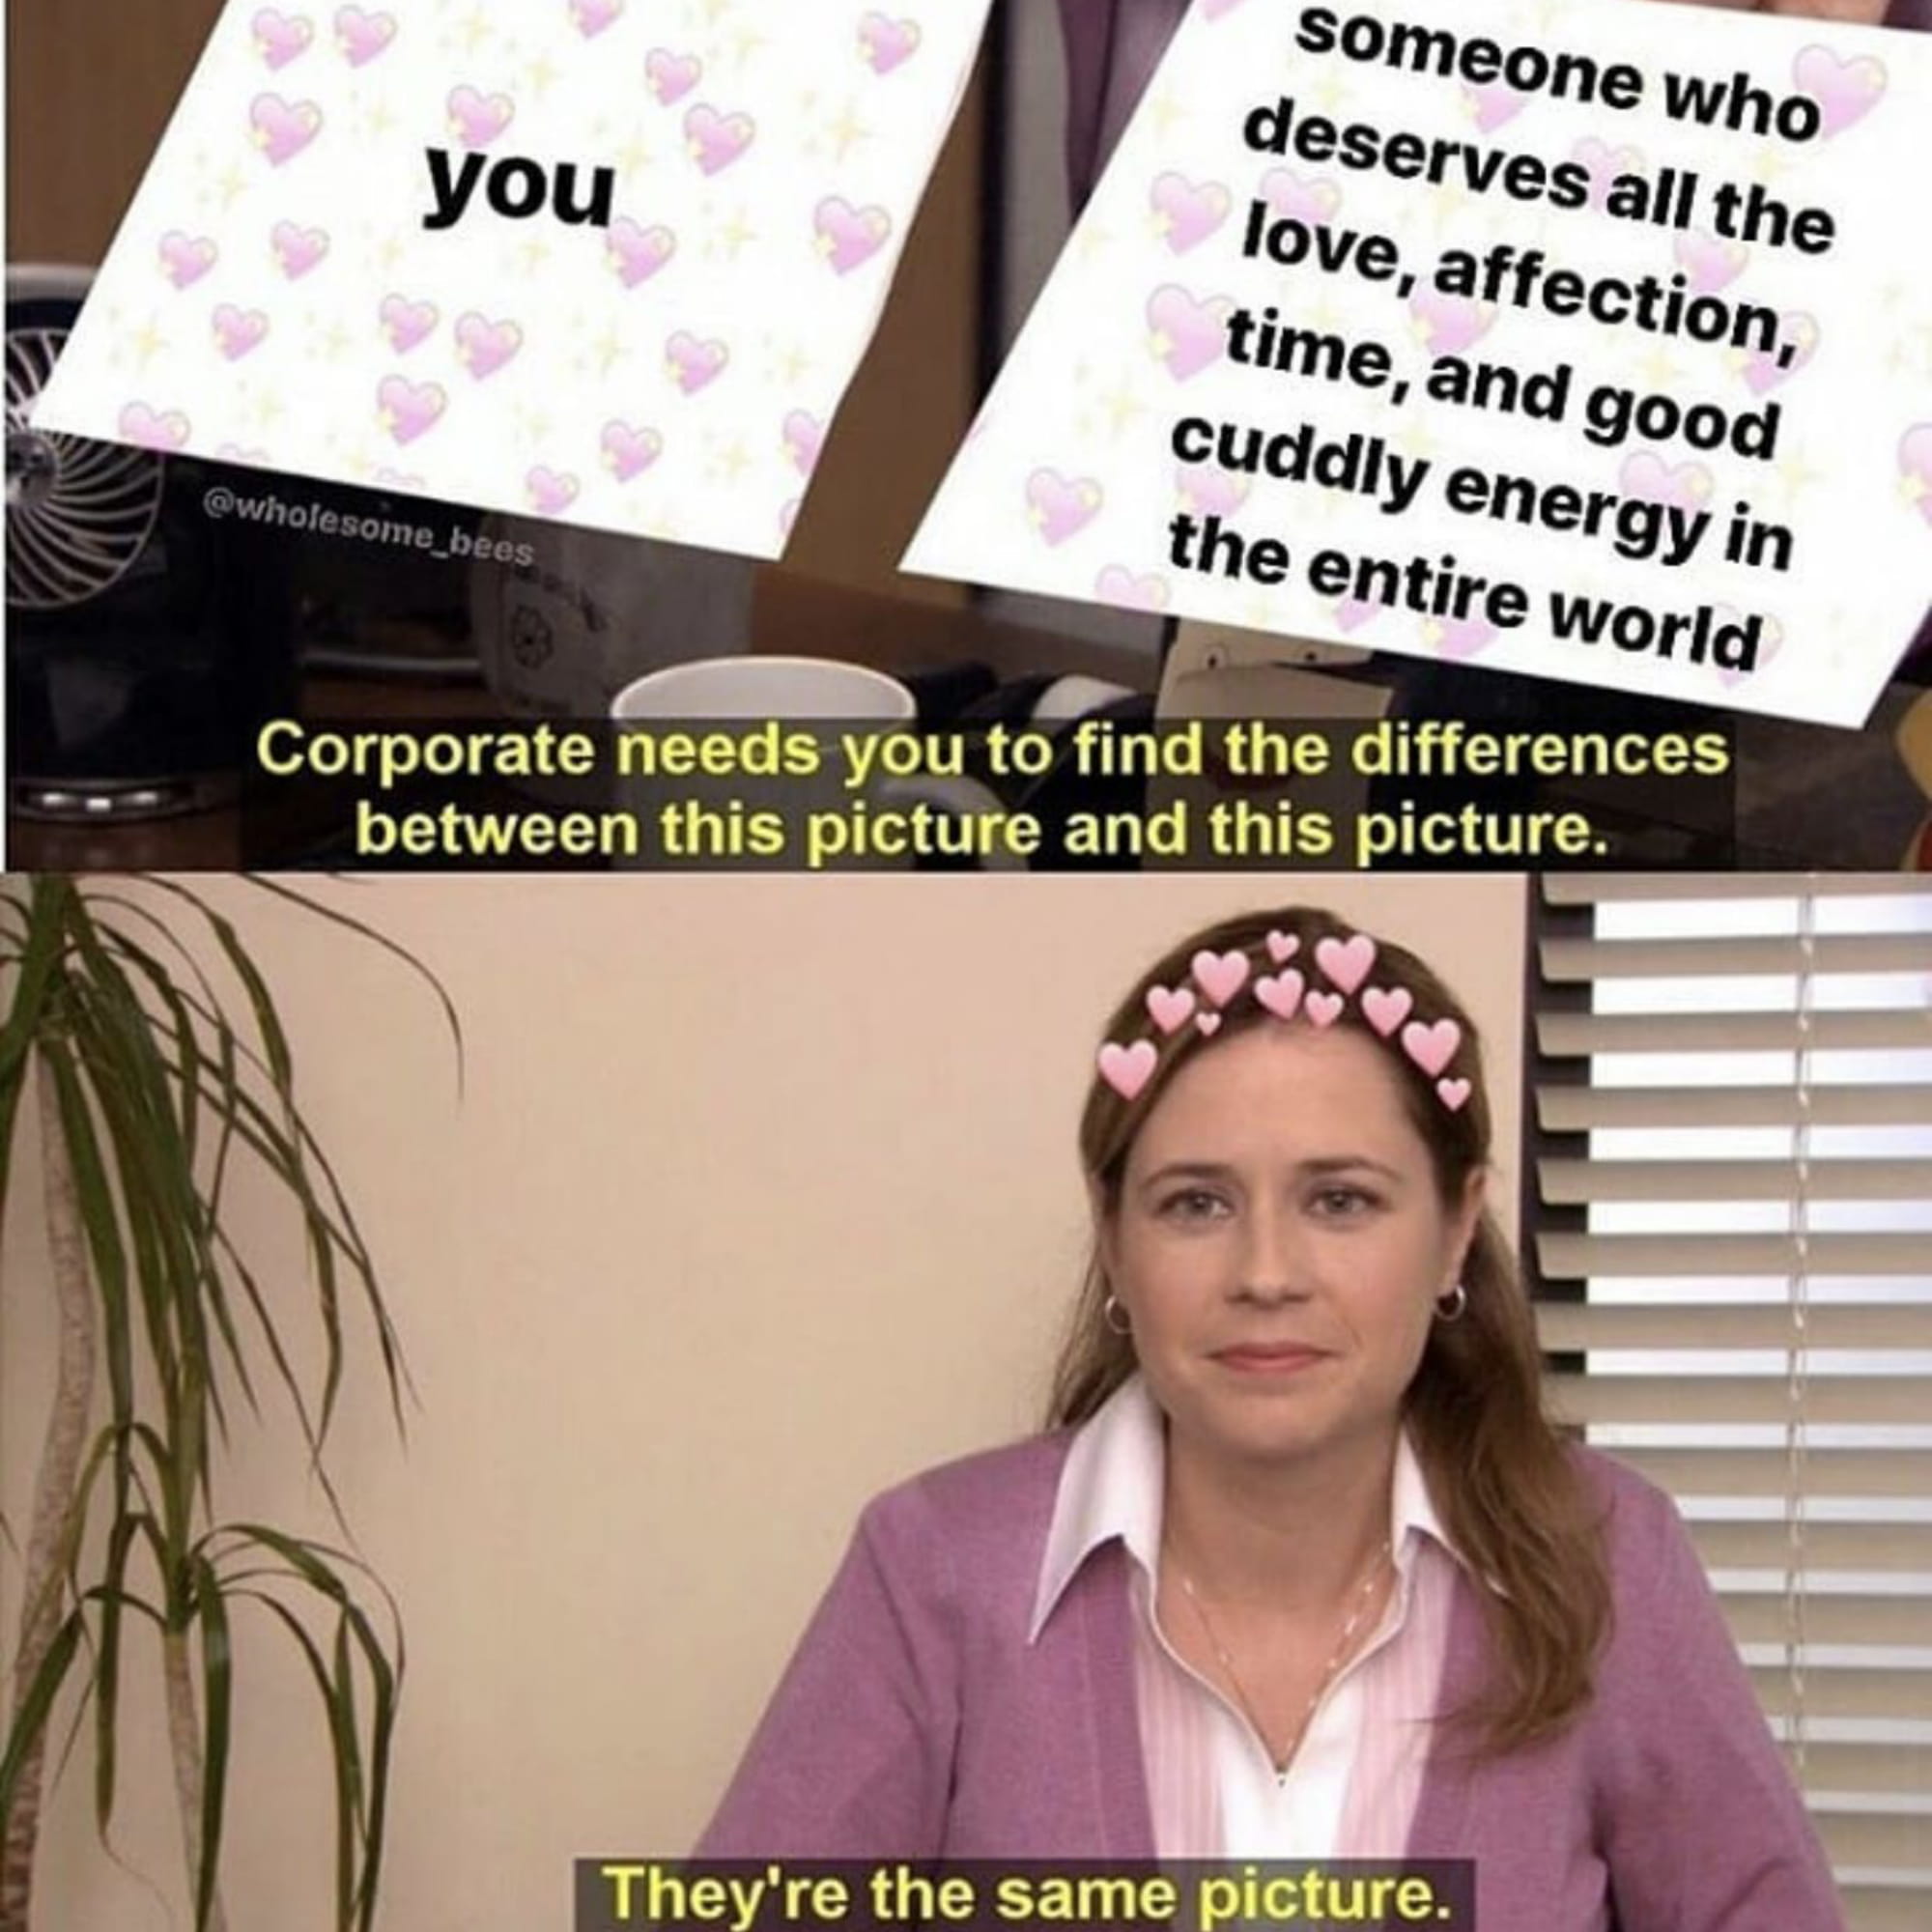 you
someone who
deserves all the
love, affection,
time, and good
cuddly energy in
the entire world
@wholesome_bees
Corporate needs you to find the differences
between this picture and this picture.
They're the same picture.